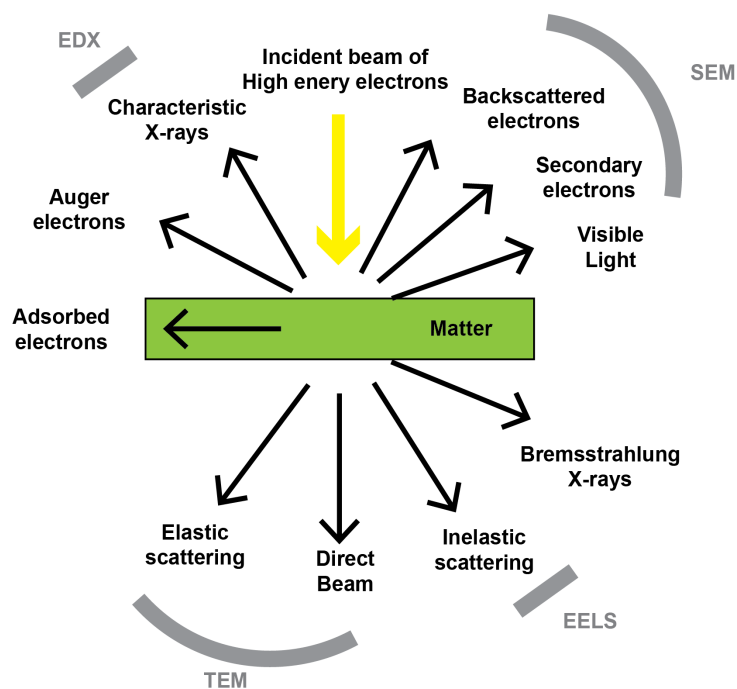 EDX
Incident beam of
High enery electrons
SEM
Characteristic
X-rays
Backscattered
electrons
Auger
electrons
Secondary
electrons
Visible
Light
Adsorbed
electrons
Matter
Bremsstrahlung
X-rays
Elastic
scattering
Direct
Beam
Inelastic
scattering
EELS
TEM